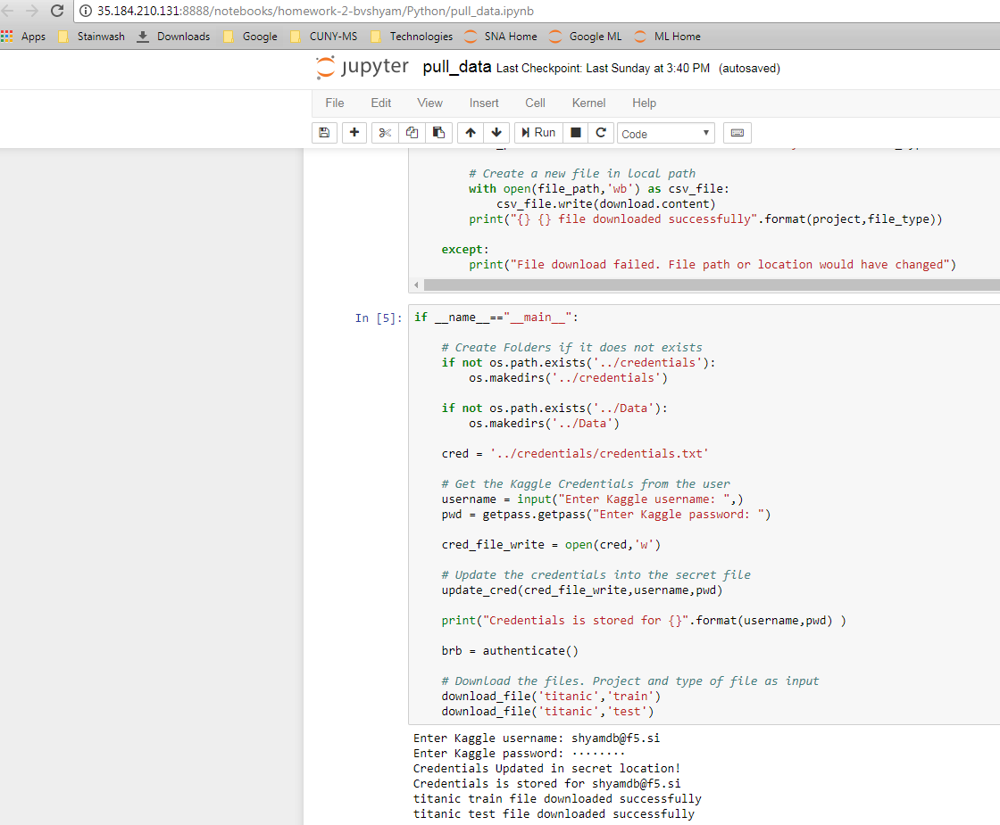 35.184.210.131:8888/notebooks/homework-2-bvshyam/Python/pull_data.ipynb
Apps Stainwash Downloads Google CUNY-MS Technologies SNA Home Google ML ML Home
jupyter pull_data Last Checkpoint: Last Sunday at 3:40 PM (autosaved)
File Edit View Insert Cell Kernel Help
Run Code
# Create a new file in local path
with open(file_path,'wb') as csv_file:
csv_file.write(download.content)
print("{} {} file downloaded successfully".format(project,file_type))
except:
print("File download failed. File path or location would have changed")
In [5]: if __name__=="__main__":
# Create Folders if it does not exists
if not os.path.exists('../credentials'):
os.makedirs('../credentials')
if not os.path.exists('../Data'):
os.makedirs('../Data')
cred = '../credentials/credentials.txt'
# Get the Kaggle Credentials from the user
username = input("Enter Kaggle username: ",)
pwd = getpass.getpass("Enter Kaggle password: ")
cred_file_write = open(cred,'w')
# Update the credentials into the secret file
update_cred(cred_file_write,username,pwd)
print("Credentials is stored for {}".format(username,pwd) )
brb = authenticate()
# Download the files. Project and type of file as input
download_file('titanic','train')
download_file('titanic','test')
Enter Kaggle username: shyamdb@f5.si
Enter Kaggle password: ········
Credentials Updated in secret location!
Credentials is stored for shyamdb@f5.si
titanic train file downloaded successfully
titanic test file downloaded successfully